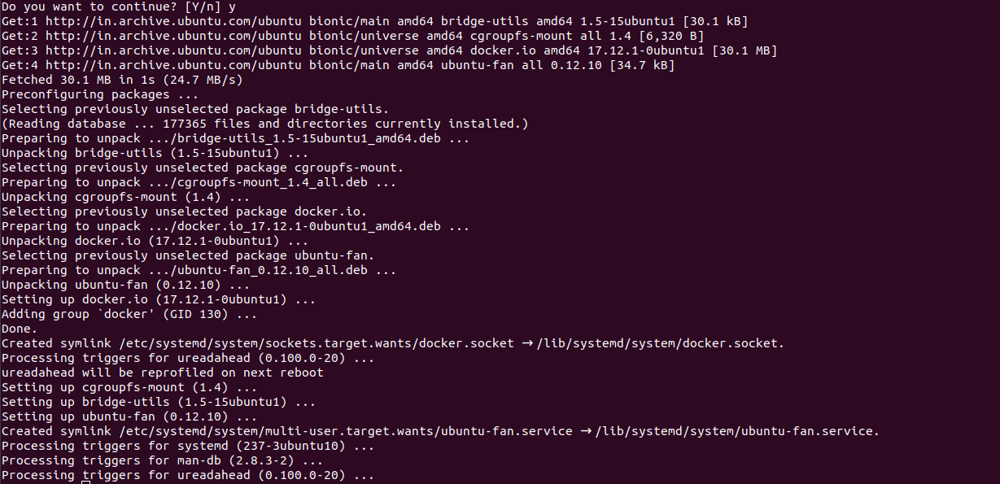 Do you want to continue? [Y/n] y
Get:1 http://in.archive.ubuntu.com/ubuntu bionic/main amd64 bridge-utils amd64 1.5-15ubuntu1 [30.1 kB]
Get:2 http://in.archive.ubuntu.com/ubuntu bionic/universe amd64 cgroupfs-mount all 1.4 [6,320 B]
Get:3 http://in.archive.ubuntu.com/ubuntu bionic/universe amd64 docker.io amd64 17.12.1-0ubuntu1 [30.1 MB]
Get:4 http://in.archive.ubuntu.com/ubuntu bionic/main amd64 ubuntu-fan all 0.12.10 [34.7 kB]
Fetched 30.1 MB in 1s (24.7 MB/s)
Preconfiguring packages ...
Selecting previously unselected package bridge-utils.
(Reading database ... 177365 files and directories currently installed.)
Preparing to unpack .../bridge-utils_1.5-15ubuntu1_amd64.deb ...
Unpacking bridge-utils (1.5-15ubuntu1) ...
Selecting previously unselected package cgroupfs-mount.
Preparing to unpack .../cgroupfs-mount_1.4_all.deb ...
Unpacking cgroupfs-mount (1.4) ...
Selecting previously unselected package docker.io.
Preparing to unpack .../docker.io_17.12.1-0ubuntu1_amd64.deb ...
Unpacking docker.io (17.12.1-0ubuntu1) ...
Selecting previously unselected package ubuntu-fan.
Preparing to unpack .../ubuntu-fan_0.12.10_all.deb ...
Unpacking ubuntu-fan (0.12.10) ...
Setting up docker.io (17.12.1-0ubuntu1) ...
Adding group `docker' (GID 130) ...
Done.
Created symlink /etc/systemd/system/sockets.target.wants/docker.socket → /lib/systemd/system/docker.socket.
Processing triggers for ureadahead (0.100.0-20) ...
ureadahead will be reprofiled on next reboot
Setting up cgroupfs-mount (1.4) ...
Setting up bridge-utils (1.5-15ubuntu1) ...
Setting up ubuntu-fan (0.12.10) ...
Created symlink /etc/systemd/system/multi-user.target.wants/ubuntu-fan.service → /lib/systemd/system/ubuntu-fan.service.
Processing triggers for systemd (237-3ubuntu10) ...
Processing triggers for man-db (2.8.3-2) ...
Processing triggers for ureadahead (0.100.0-20) ...